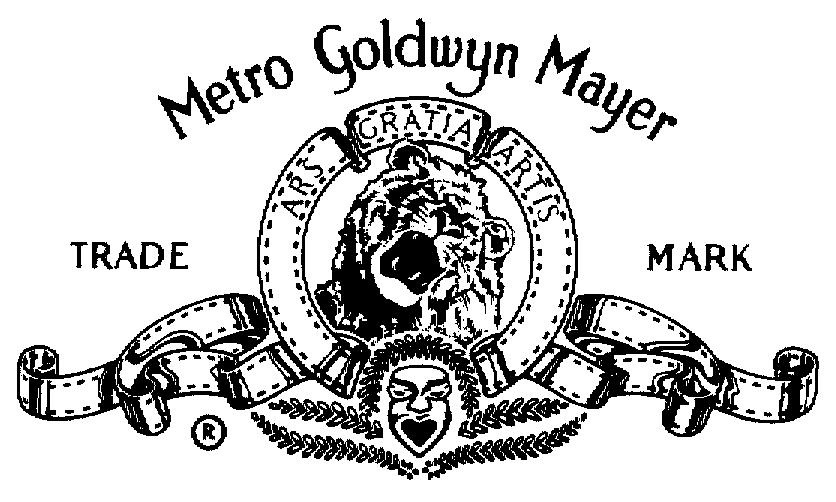 Metro Goldwyn Mayer
ARS GRATIA ARTIS
TRADE MARK
®